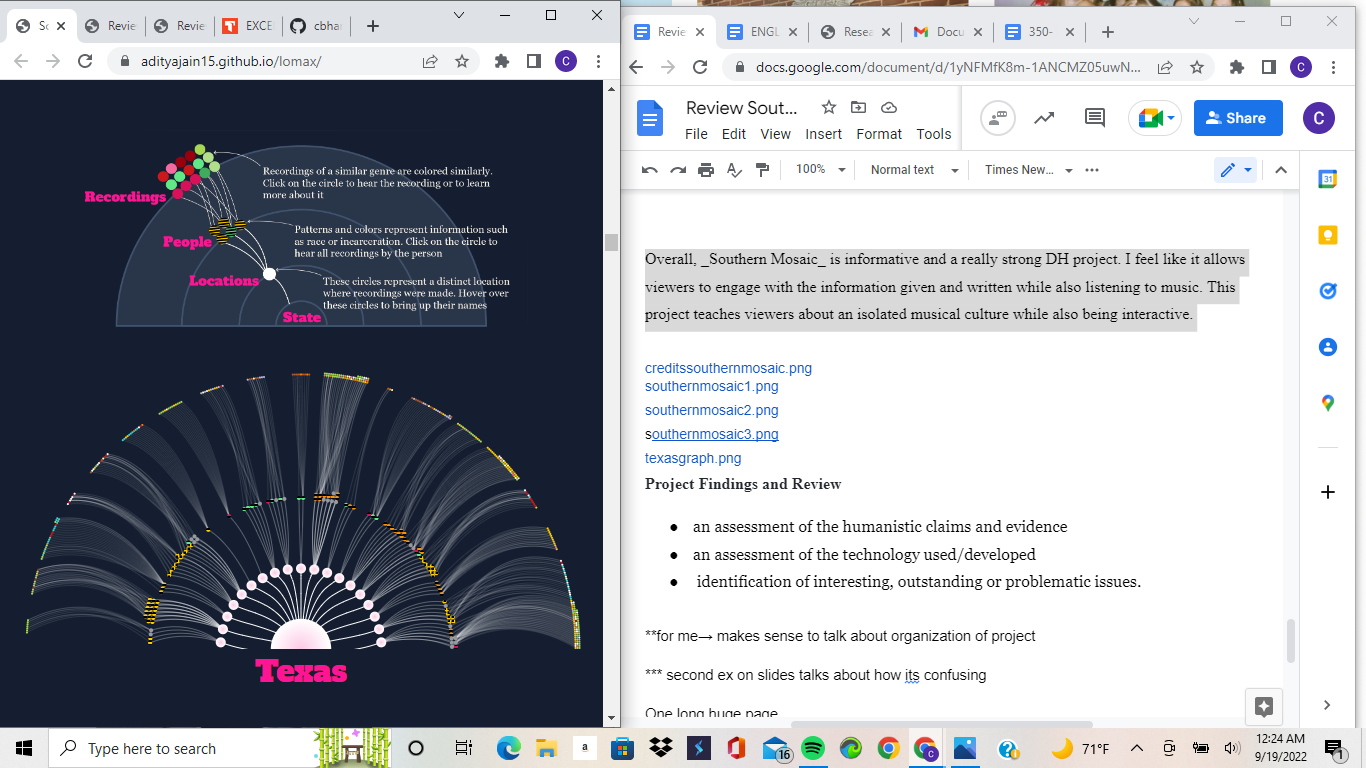 Sc
Revie
Revie
EXCE
cbhar
adityajain15.github.io/lomax/
C
Recordings
Recordings of a similar genre are colored similarly.
Click on the circle to hear the recording or to learn
more about it
People
Patterns and colors represent information such
as race or incarceration. Click on the circle to
hear all recordings by the person
Locations
These circles represent a distinct location
where recordings were made. Hover over
these circles to bring up their names
State
Texas
Revie
ENGL
Resea
Docu
350-
docs.google.com/document/d/1yNFMfK8m-1ANCMZ05uwN...
C
Review Sout...
File Edit View Insert Format Tools
Share
C
100%
Normal text
Times New...
31
Overall, _Southern Mosaic_ is informative and a really strong DH project. I feel like it allows
viewers to engage with the information given and written while also listening to music. This
project teaches viewers about an isolated musical culture while also being interactive.
creditssouthernmosaic.png
southernmosaic1.png
southernmosaic2.png
southernmosaic3.png
texasgraph.png
Project Findings and Review
● an assessment of the humanistic claims and evidence
● an assessment of the technology used/developed
● identification of interesting, outstanding or problematic issues.
**for me→ makes sense to talk about organization of project
*** second ex on slides talks about how its confusing
One long huge page
Type here to search
a
16
C
71°F
12:24 AM
9/19/2022
1